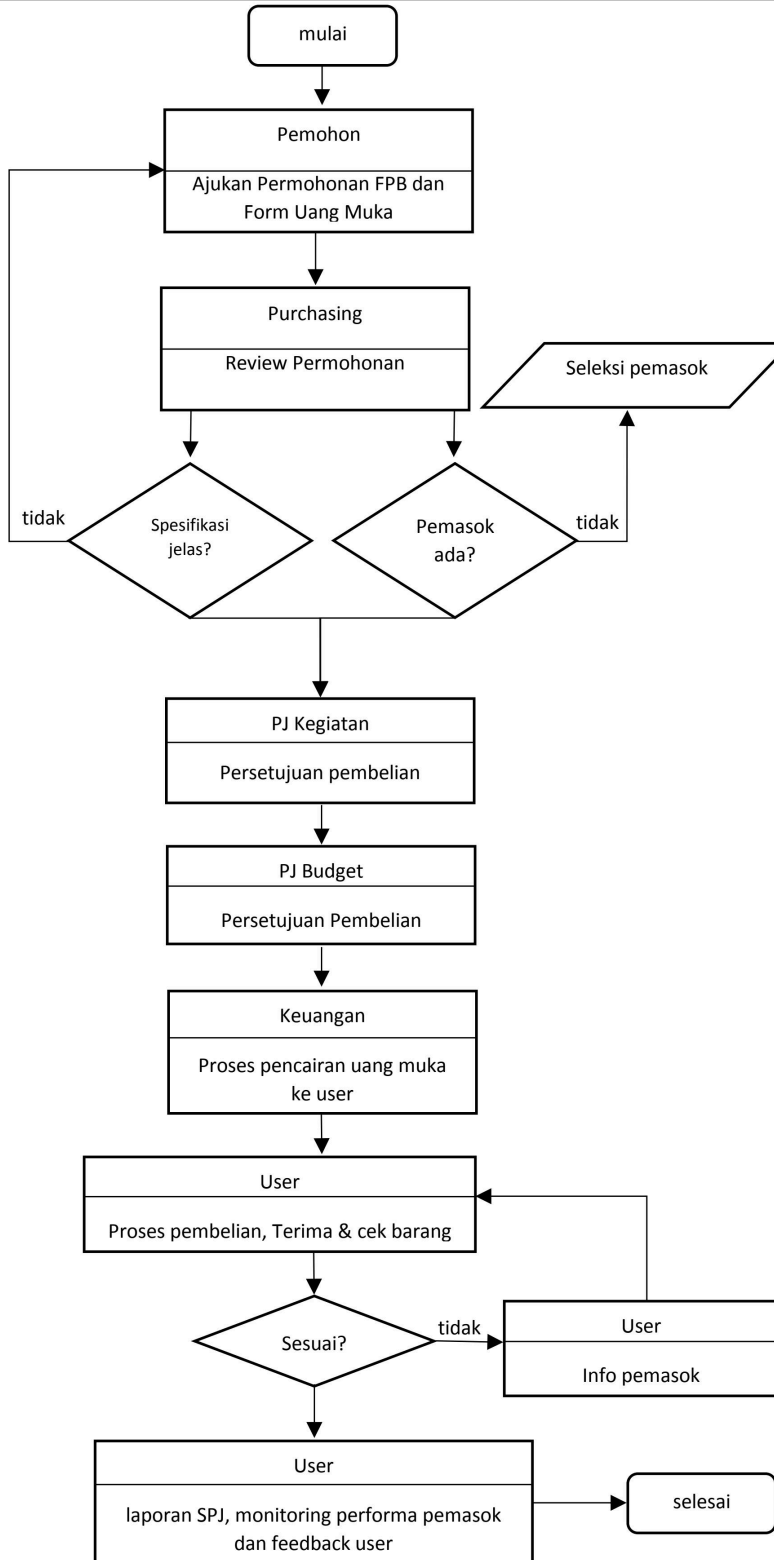 mulai
Pemohon
Ajukan Permohonan FPB dan
Form Uang Muka
Purchasing
Review Permohonan
Seleksi pemasok
tidak
Spesifikasi
jelas?
Pemasok
ada?
tidak
PJ Kegiatan
Persetujuan pembelian
PJ Budget
Persetujuan Pembelian
Keuangan
Proses pencairan uang muka
ke user
User
Proses pembelian, Terima & cek barang
Sesuai?
tidak
User
Info pemasok
User
laporan SPJ, monitoring performa pemasok
dan feedback user
selesai